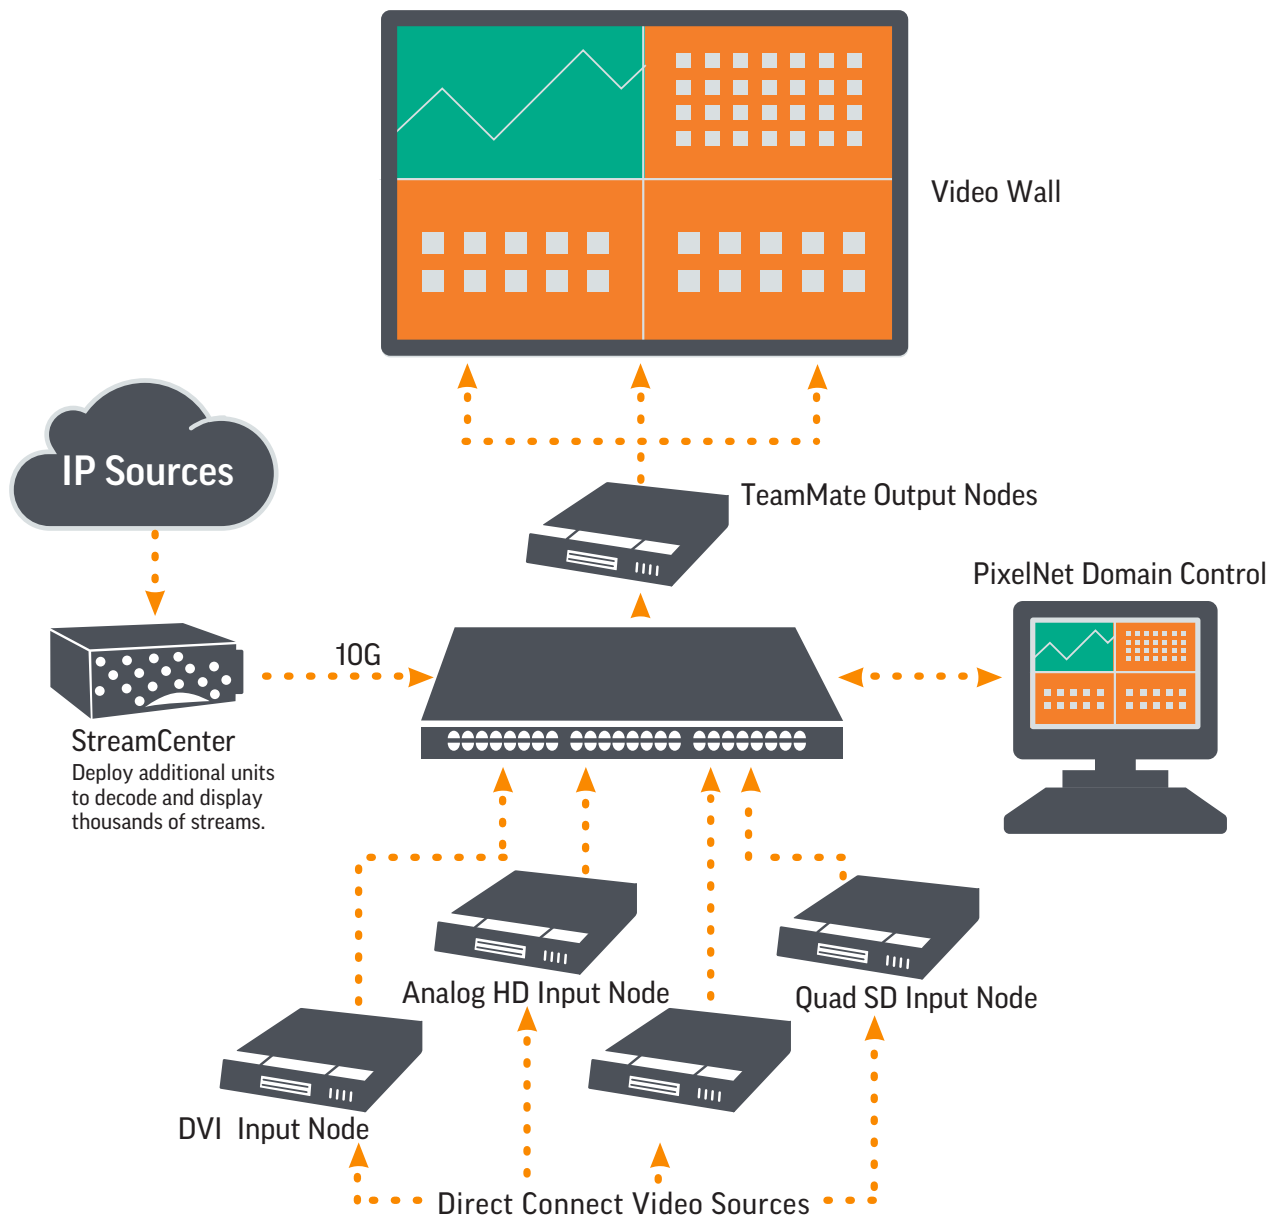 Video Wall
IP Sources
TeamMate Output Nodes
PixelNet Domain Control
10G
StreamCenter
Deploy additional units
to decode and display
thousands of streams.
Analog HD Input Node
Quad SD Input Node
DVI Input Node
Direct Connect Video Sources